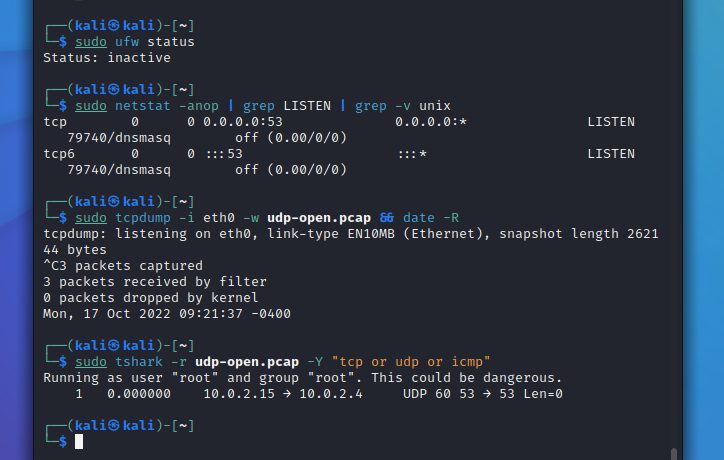 ┌──(kali㉿kali)-[~]
└─$ sudo ufw status
Status: inactive

┌──(kali㉿kali)-[~]
└─$ sudo netstat -anop | grep LISTEN | grep -v unix
tcp        0      0 0.0.0.0:53              0.0.0.0:*               LISTEN
   79740/dnsmasq        off (0.00/0/0)
tcp6       0      0 :::53                   :::*                    LISTEN
   79740/dnsmasq        off (0.00/0/0)

┌──(kali㉿kali)-[~]
└─$ sudo tcpdump -i eth0 -w udp-open.pcap && date -R
tcpdump: listening on eth0, link-type EN10MB (Ethernet), snapshot length 2621
44 bytes
^C3 packets captured
3 packets received by filter
0 packets dropped by kernel
Mon, 17 Oct 2022 09:21:37 -0400

┌──(kali㉿kali)-[~]
└─$ sudo tshark -r udp-open.pcap -Y "tcp or udp or icmp"
Running as user "root" and group "root". This could be dangerous.
    1   0.000000    10.0.2.15 → 10.0.2.4     UDP 60 53 → 53 Len=0

┌──(kali㉿kali)-[~]
└─$